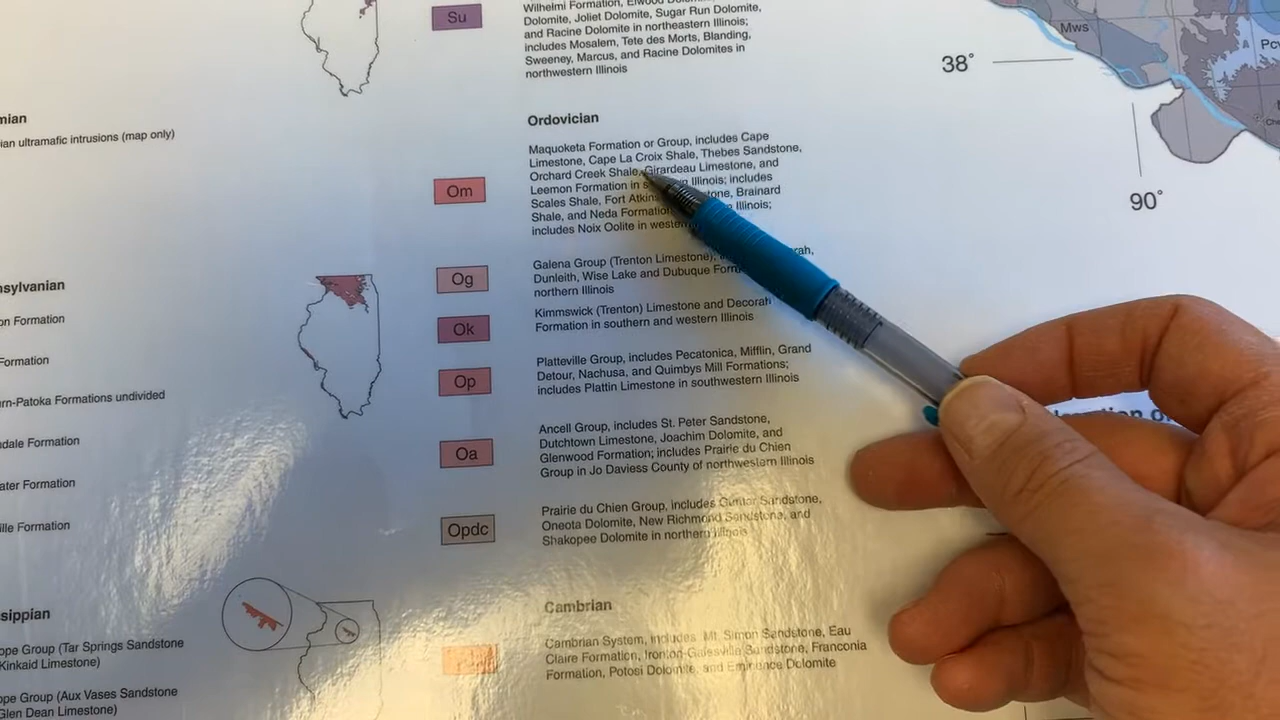 Su
Wilhelmi Formation, Elwood
Dolomite, Joliet Dolomite, Sugar Run Dolomite,
and Racine Dolomite in northeastern Illinois;
includes Mosalem, Tete des Morts, Blanding,
Sweeney, Marcus, and Racine Dolomites in
northwestern Illinois
38°
Mws
90°
mian
ian ultramafic intrusions (map only)
Ordovician
Om
Maquoketa Formation or Group, includes Cape
Limestone, Cape La Croix Shale, Thebes Sandstone,
Orchard Creek Shale, Girardeau Limestone, and
Leemon Formation in s n Illinois; includes
Scales Shale, Fort Atkins tone, Brainard
Shale, and Neda Formation n Illinois;
includes Noix Oolite in western
Og
Galena Group (Trenton Limestone), rah,
Dunleith, Wise Lake and Dubuque Form
northern Illinois
Ok
Kimmswick (Trenton) Limestone and Decorah
Formation in southern and western Illinois
Op
Platteville Group, includes Pecatonica, Mifflin, Grand
Detour, Nachusa, and Quimbys Mill Formations;
includes Plattin Limestone in southwestern Illinois
Oa
Ancell Group, includes St. Peter Sandstone,
Dutchtown Limestone, Joachim Dolomite, and
Glenwood Formation; includes Prairie du Chien
Group in Jo Daviess County of northwestern Illinois
Opdc
Prairie du Chien Group, includes Gunter Sandstone,
Oneota Dolomite, New Richmond Sandstone, and
Shakopee Dolomite in northern Illinois
Cambrian
Cambrian System, includes Mt. Simon Sandstone, Eau
Claire Formation, Ironton-Galesville Sandstone, Franconia
Formation, Potosi Dolomite, and Eminence Dolomite
nsylvanian
on Formation
Formation
rn-Patoka Formations undivided
ndale Formation
ater Formation
ille Formation
sippian
ope Group (Tar Springs Sandstone
Kinkaid Limestone)
ope Group (Aux Vases Sandstone
Glen Dean Limestone)